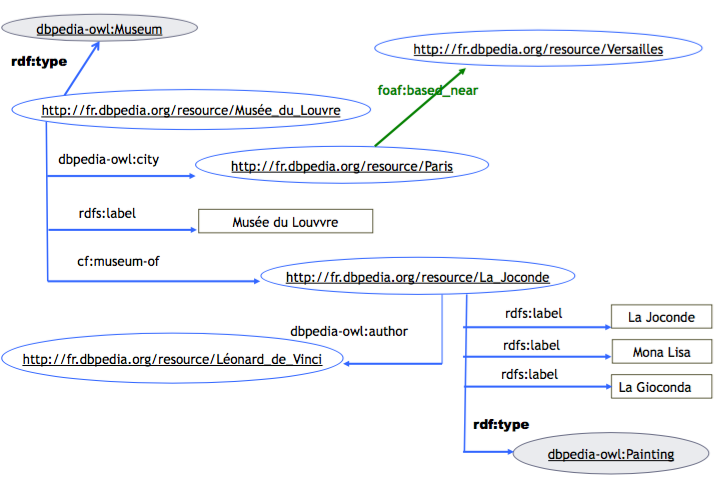 dbpedia-owl:Museum
http://fr.dbpedia.org/resource/Versailles
rdf:type
foaf:based_near
http://fr.dbpedia.org/resource/Musée_du_Louvre
dbpedia-owl:city
http://fr.dbpedia.org/resource/Paris
rdfs:label
Musée du Louvvre
cf:museum-of
http://fr.dbpedia.org/resource/La_Joconde
rdfs:label
La Joconde
dbpedia-owl:author
rdfs:label
Mona Lisa
http://fr.dbpedia.org/resource/Léonard_de_Vinci
rdfs:label
La Gioconda
rdf:type
dbpedia-owl:Painting